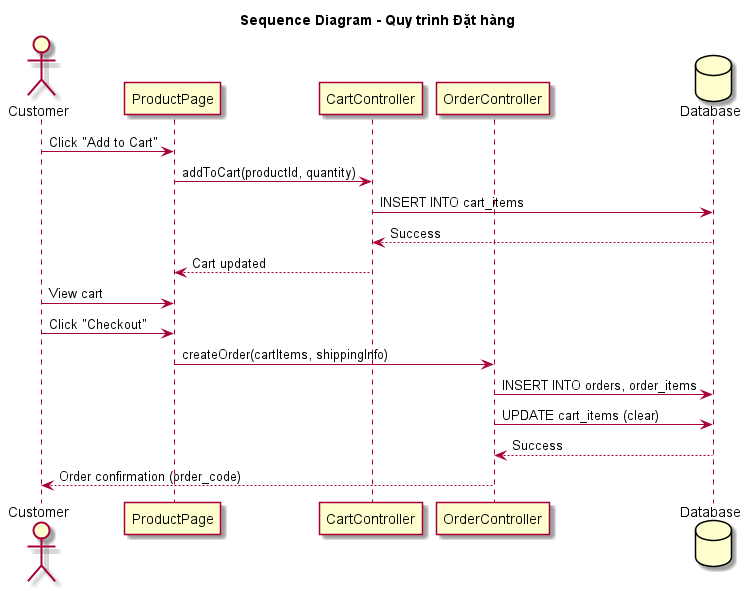 Sequence Diagram - Quy trình Đặt hàng
Customer
ProductPage
CartController
OrderController
Database
Click "Add to Cart"
addToCart(productId, quantity)
INSERT INTO cart_items
Success
Cart updated
View cart
Click "Checkout"
createOrder(cartItems, shippingInfo)
INSERT INTO orders, order_items
UPDATE cart_items (clear)
Success
Order confirmation (order_code)
Customer
ProductPage
CartController
OrderController
Database